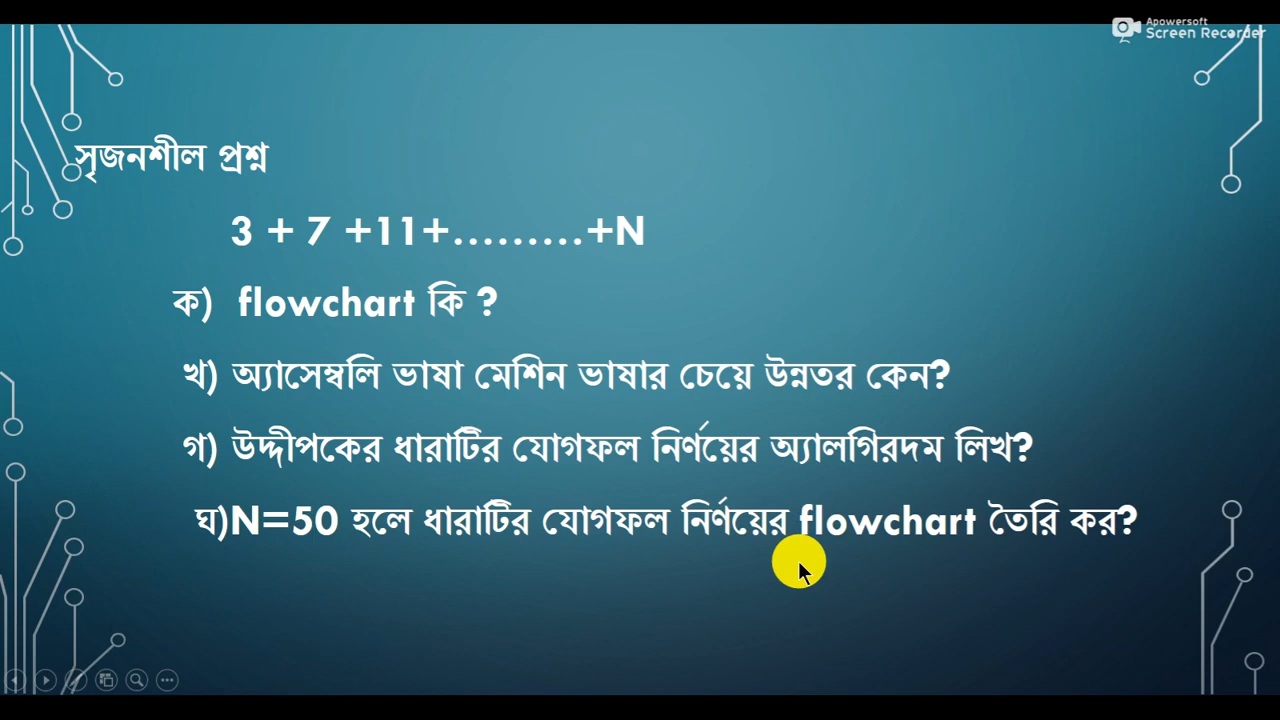 Apowersoft
Screen Recorder
সৃজনশীল প্রশ্ন
3 + 7 +11+.........+N
ক) flowchart কি ?
খ) অ্যাসেম্বলি ভাষা মেশিন ভাষার চেয়ে উন্নতর কেন?
গ) উদ্দীপকের ধারাটির যোগফল নির্ণয়ের অ্যালগিরদম লিখ?
ঘ)N=50 হলে ধারাটির যোগফল নির্ণয়ের flowchart তৈরি কর?